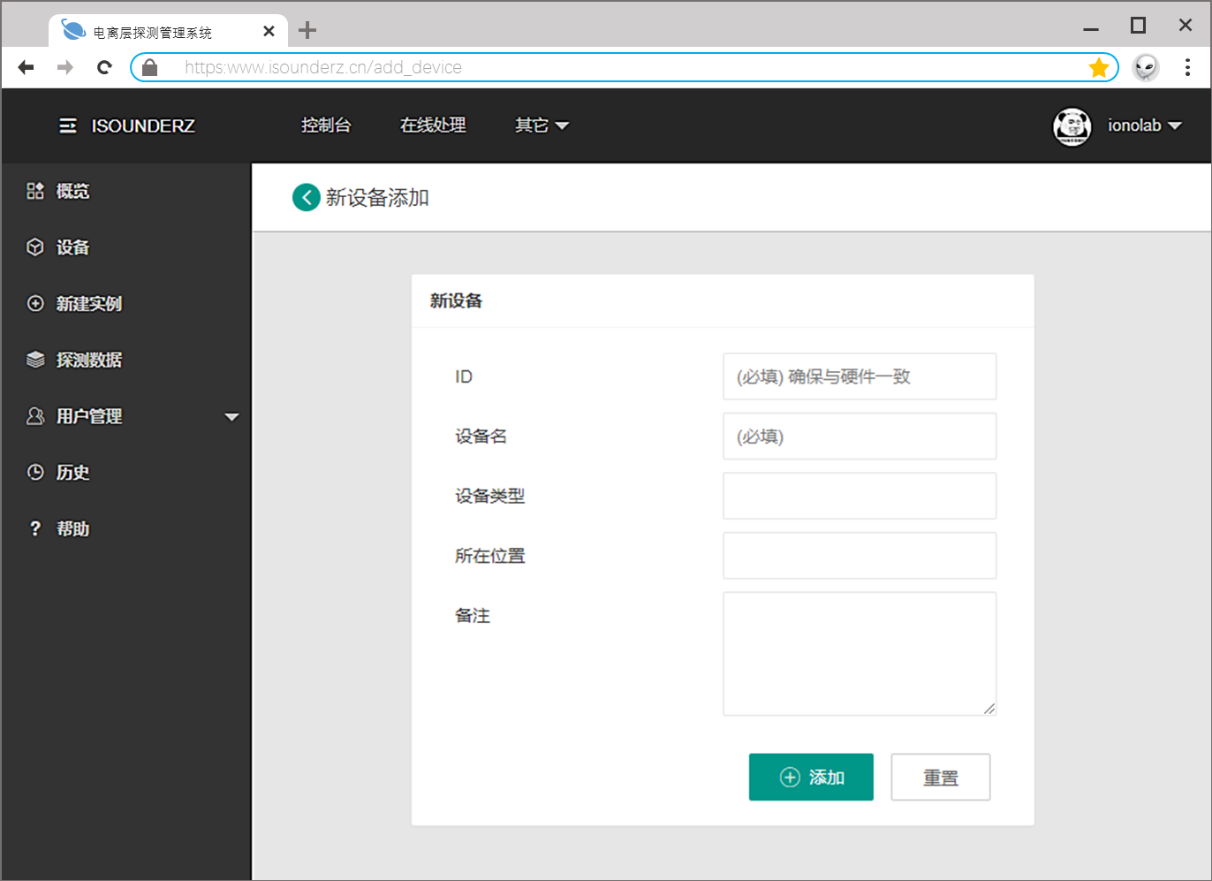 电离层探测管理系统
https:www.isounderz.cn/add_device
ISOUNDERZ 控制台 在线处理 其它 ionolab
概览
设备
新建实例
探测数据
用户管理
历史
帮助
新设备添加
新设备
ID (必填) 确保与硬件一致
设备名 (必填)
设备类型
所在位置
备注
添加 重置